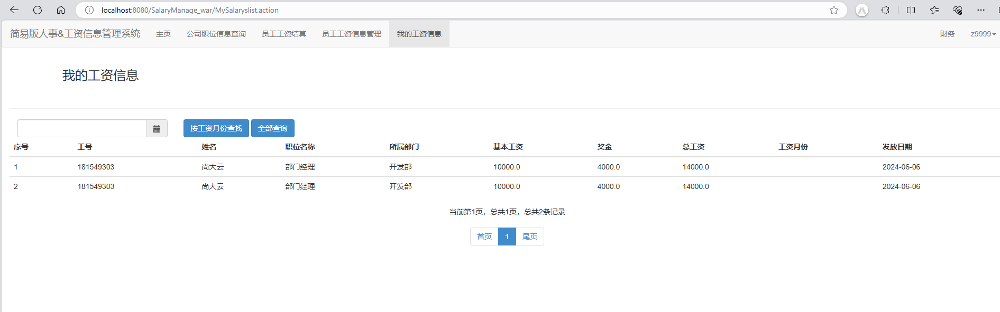 localhost:8080/SalaryManage_war/MySalaryslist.action
简易版人事&工资信息管理系统 主页 公司职位信息查询 员工工资结算 员工工资信息管理 我的工资信息 财务 z9999
我的工资信息
按工资月份查找 全部查询
序号 工号 姓名 职位名称 所属部门 基本工资 奖金 总工资 工资月份 发放日期
1 181549303 尚大云 部门经理 开发部 10000.0 4000.0 14000.0 2024-06-06
2 181549303 尚大云 部门经理 开发部 10000.0 4000.0 14000.0 2024-06-06
当前第1页，总共1页，总共2条记录
首页 1 尾页